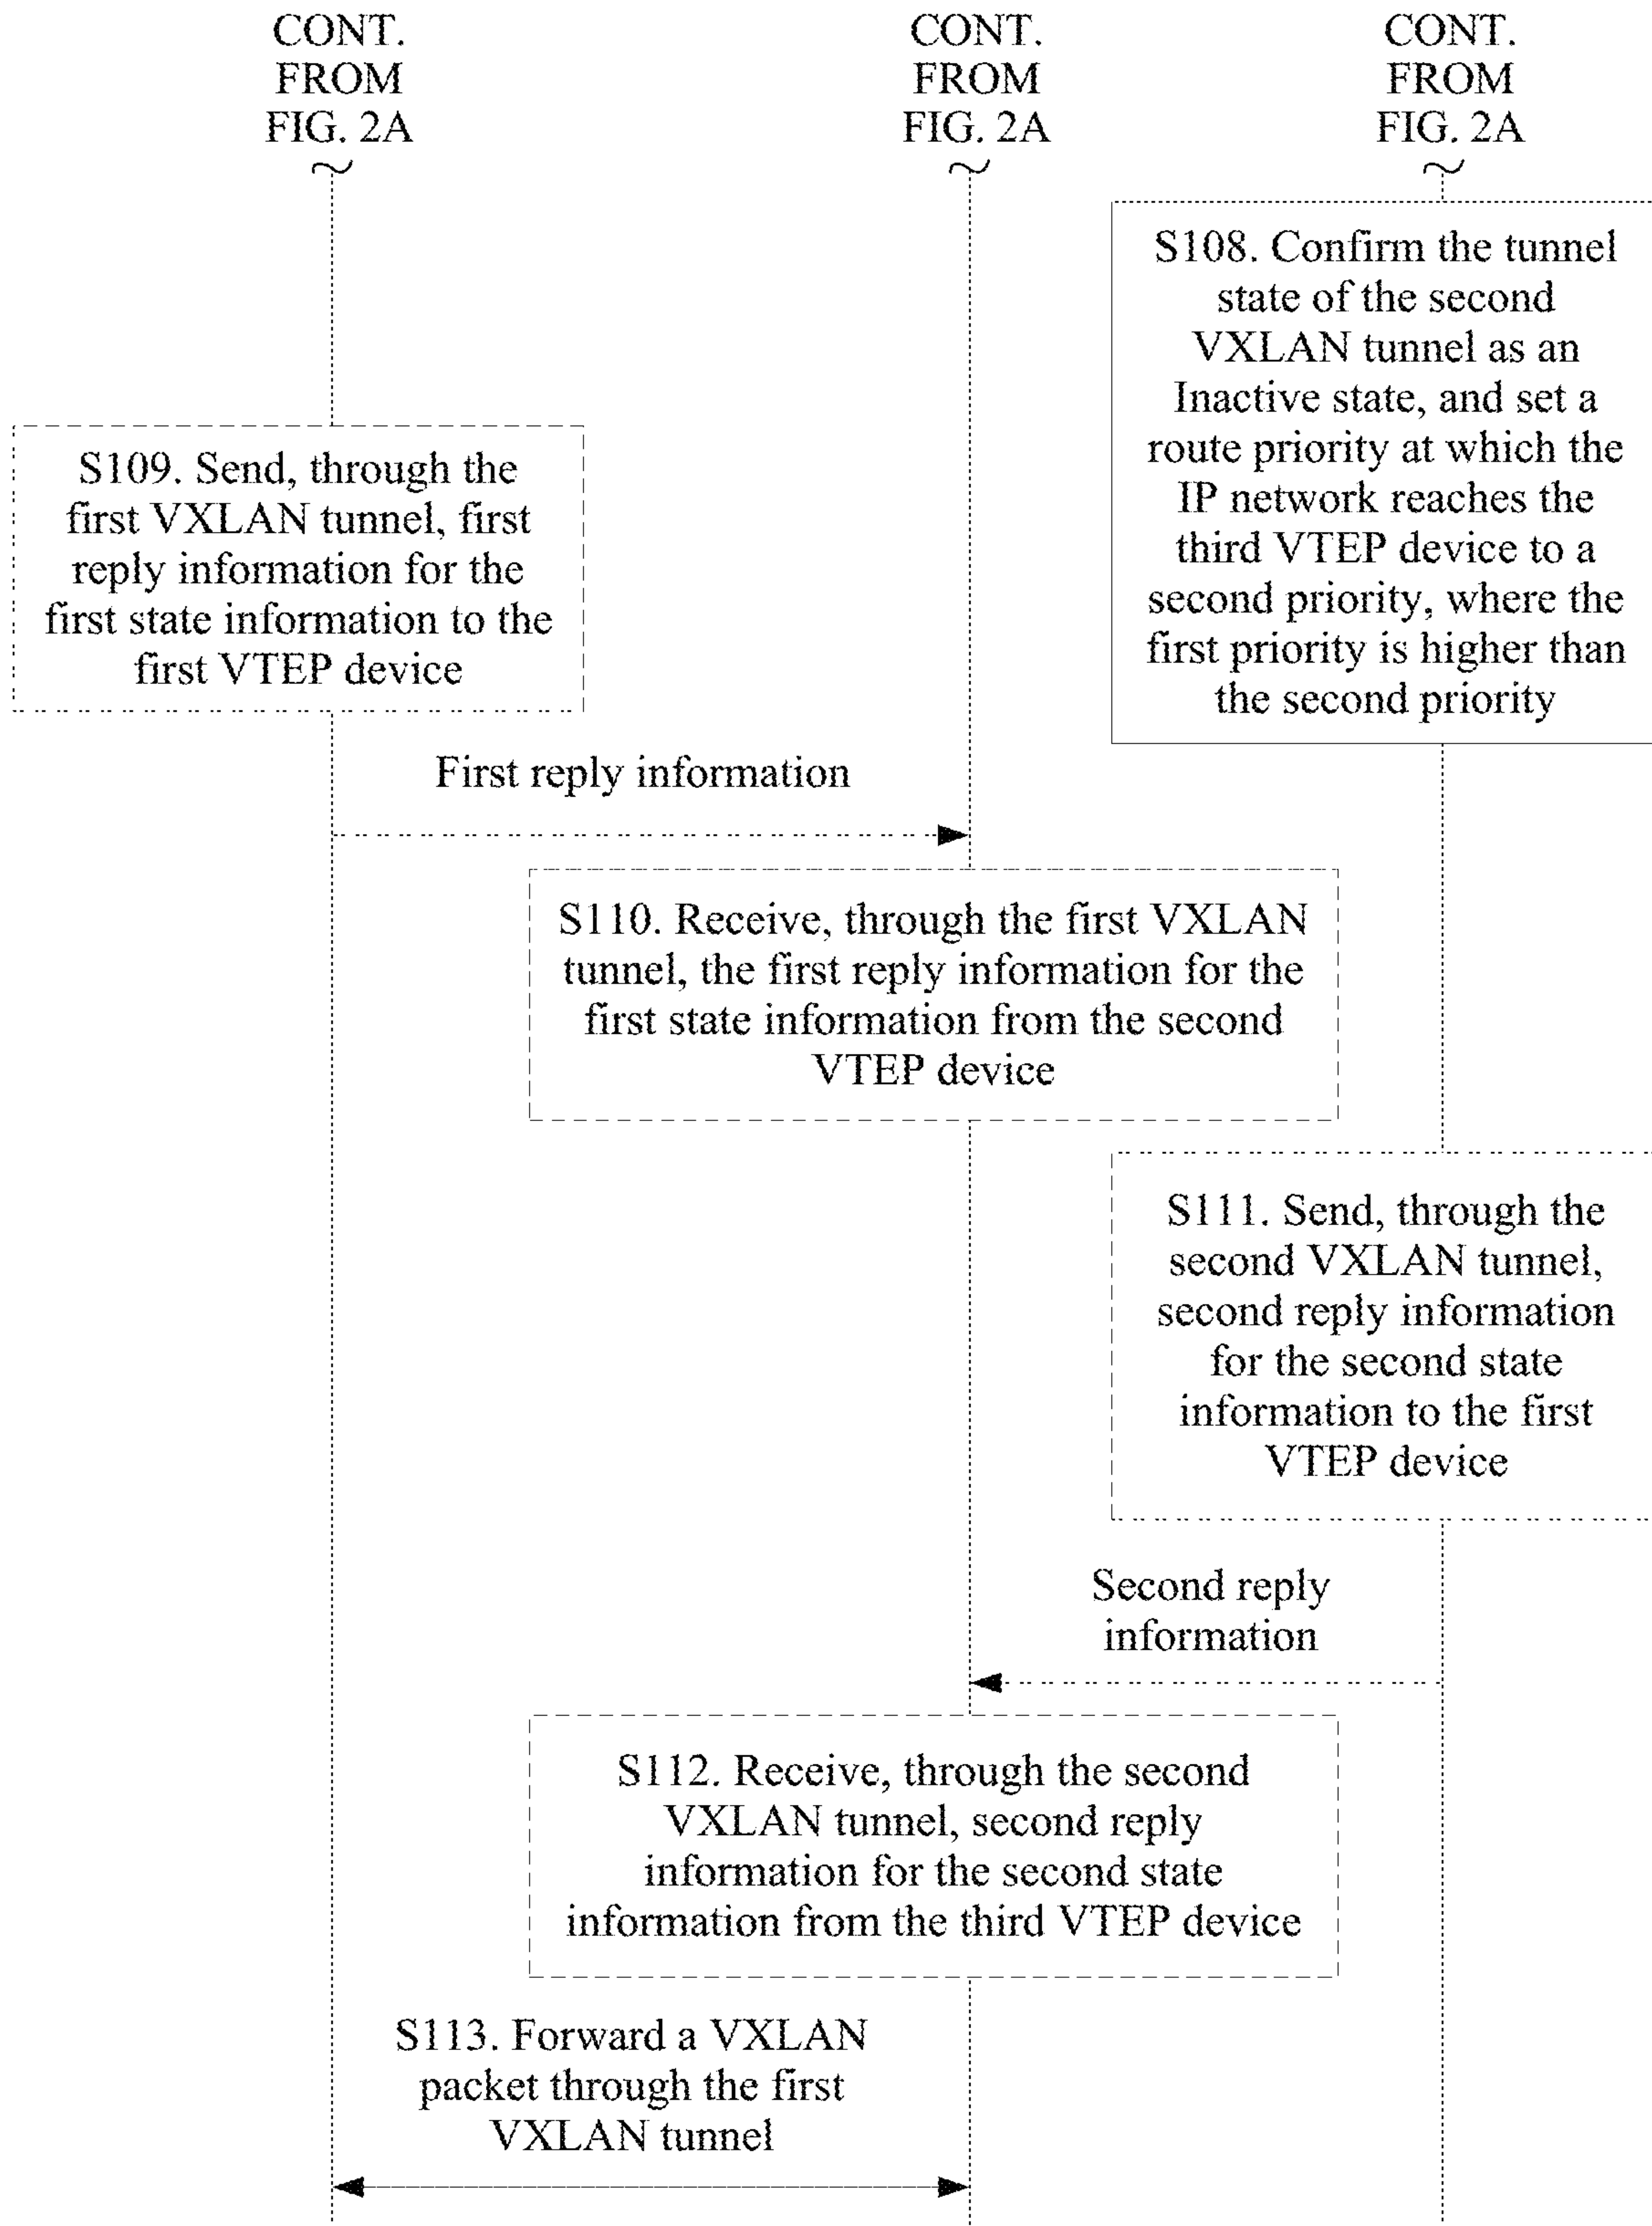 CONT.
FROM
FIG. 2A
CONT.
FROM
FIG. 2A
CONT.
FROM
FIG. 2A
S108. Confirm the tunnel
state of the second
VXLAN tunnel as an
Inactive state, and set a
route priority at which the
IP network reaches the
third VTEP device to a
second priority, where the
first priority is higher than
the second priority
S109. Send, through the
first VXLAN tunnel, first
reply information for the
first state information to the
first VTEP device
First reply information
S110. Receive, through the first VXLAN
tunnel, the first reply information for the
first state information from the second
VTEP device
S111. Send, through the
second VXLAN tunnel,
second reply information
for the second state
information to the first
VTEP device
Second reply
information
S112. Receive, through the second
VXLAN tunnel, second reply
information for the second state
information from the third VTEP device
S113. Forward a VXLAN
packet through the first
VXLAN tunnel